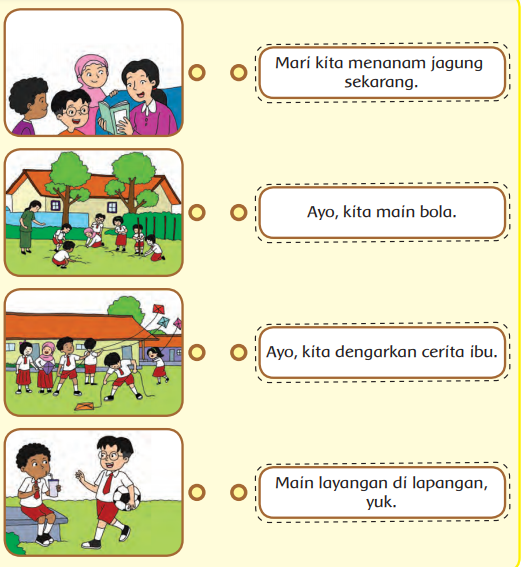 Mari kita menanam jagung
sekarang.
Ayo, kita main bola.
Ayo, kita dengarkan cerita ibu.
Main layangan di lapangan,
yuk.